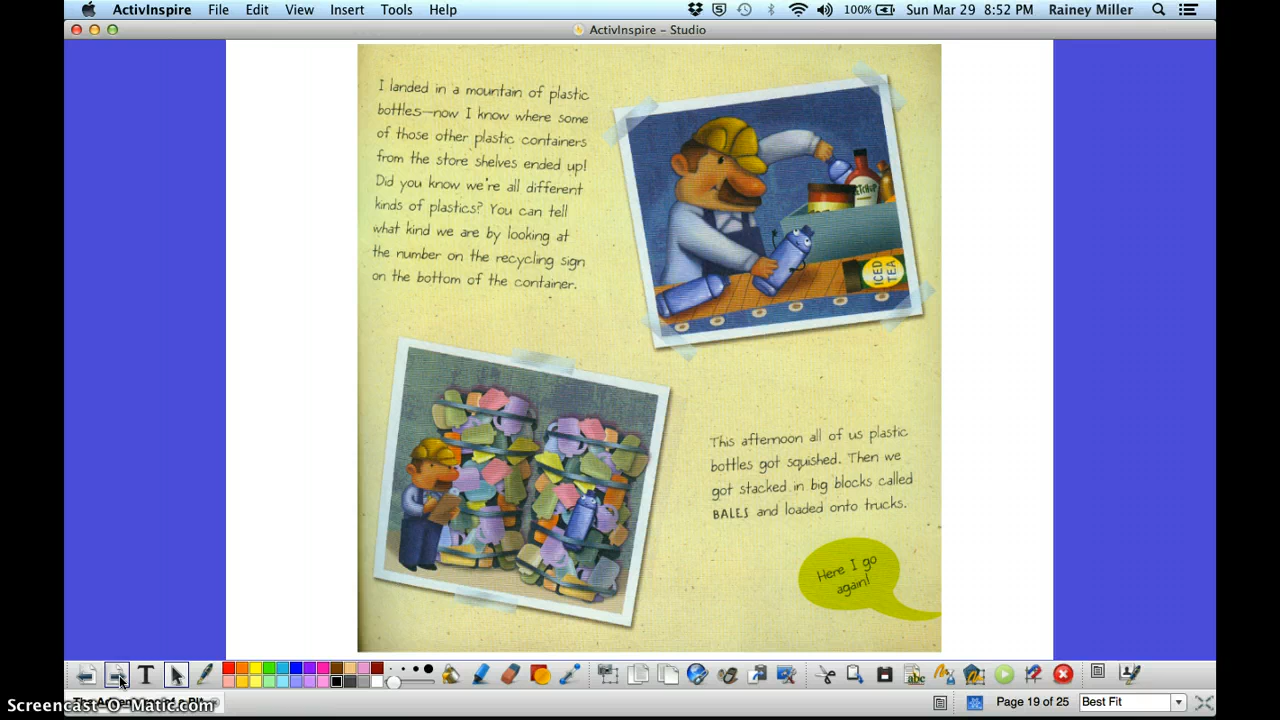 ActivInspire File Edit View Insert Tools Help 100% Sun Mar 29 8:52 PM Rainey Miller
ActivInspire – Studio
I landed in a mountain of plastic
bottles—now I know where some
of those other plastic containers
from the store shelves ended up!
Did you know we're all different
kinds of plastics? You can tell
what kind we are by looking at
the number on the recycling sign
on the bottom of the container.
ICED
TEA
This afternoon all of us plastic
bottles got squished. Then we
got stacked in big blocks called
BALES and loaded onto trucks.
Here I go
again!
Page 19 of 25 Best Fit
Screencast-O-Matic.com